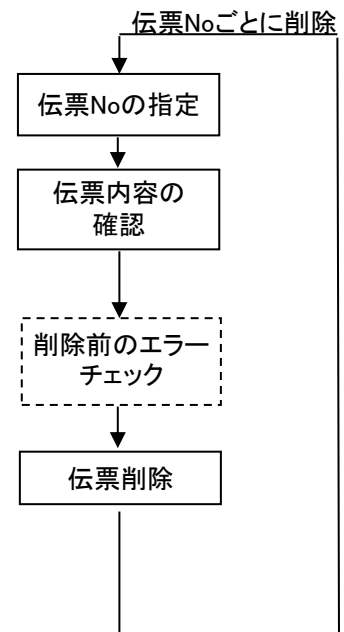 伝票Noごとに削除
伝票Noの指定
伝票内容の
確認
削除前のエラー
チェック
伝票削除